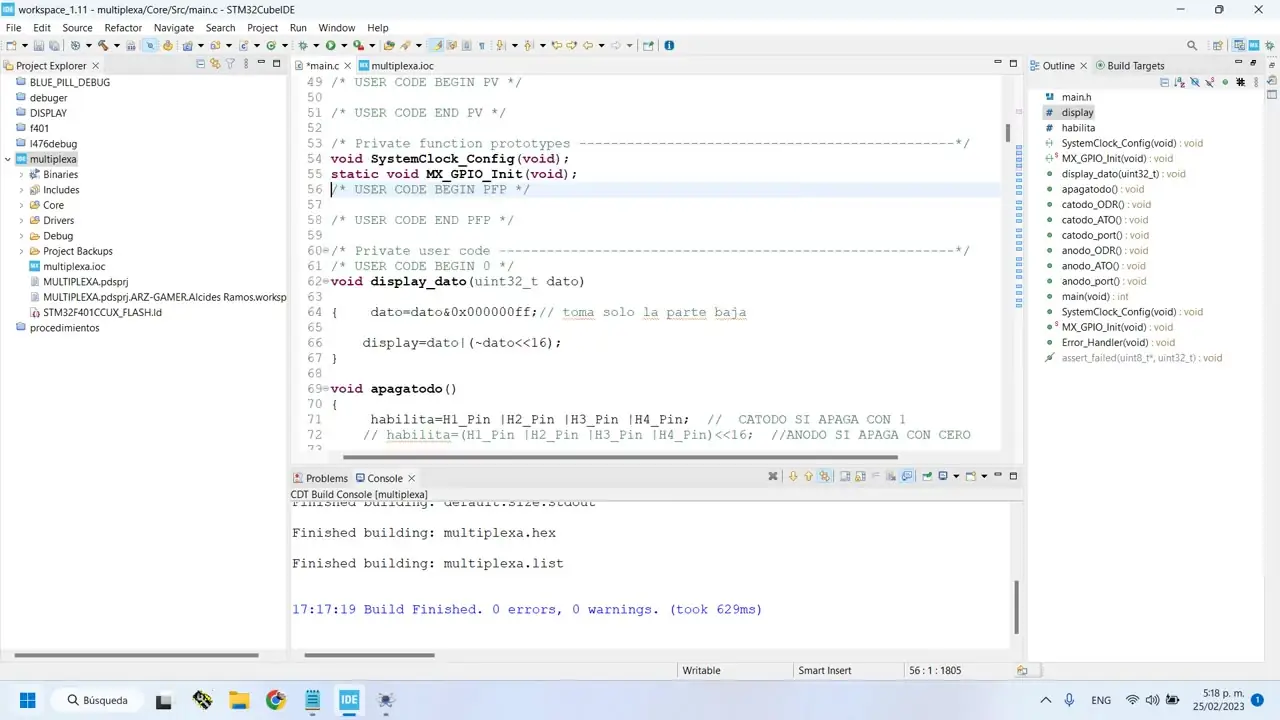 workspace_1.11 - multiplexa/Core/Src/main.c - STM32CubeIDE
File Edit Source Refactor Navigate Search Project Run Window Help
Project Explorer
BLUE_PILL_DEBUG
debuger
DISPLAY
f401
l476debug
multiplexa
Binaries
Includes
Core
Drivers
Debug
Project Backups
multiplexa.ioc
MULTIPLEXA.pdsprj
MULTIPLEXA.pdsprj.ARZ-GAMER.Alcides Ramos.worksp
STM32F401CCUX_FLASH.ld
procedimientos
*main.c multiplexa.ioc
49 /* USER CODE BEGIN PV */
50
51 /* USER CODE END PV */
52
53 /* Private function prototypes -----------------------------------------------*/
54 void SystemClock_Config(void);
55 static void MX_GPIO_Init(void);
56 /* USER CODE BEGIN PFP */
57
58 /* USER CODE END PFP */
59
60 /* Private user code ---------------------------------------------------------*/
61 /* USER CODE BEGIN 0 */
62 void display_dato(uint32_t dato)
63
64 { dato=dato&0x000000ff;// toma solo la parte baja
65
66 display=dato|(~dato<<16);
67 }
68
69 void apagatodo()
70 {
71 habilita=H1_Pin |H2_Pin |H3_Pin |H4_Pin; // CATODO SI APAGA CON 1
72 // habilita=(H1_Pin |H2_Pin |H3_Pin |H4_Pin)<<16; //ANODO SI APAGA CON CERO
73
Problems Console
CDT Build Console [multiplexa]
Finished building: default.size.stdout
Finished building: multiplexa.hex
Finished building: multiplexa.list
17:17:19 Build Finished. 0 errors, 0 warnings. (took 629ms)
Outline Build Targets
main.h
display
habilita
SystemClock_Config(void) : void
MX_GPIO_Init(void) : void
display_dato(uint32_t) : void
apagatodo() : void
catodo_ODR() : void
catodo_ATO() : void
catodo_port() : void
anodo_ODR() : void
anodo_ATO() : void
anodo_port() : void
main(void) : int
SystemClock_Config(void) : void
MX_GPIO_Init(void) : void
Error_Handler(void) : void
assert_failed(uint8_t*, uint32_t) : void
Writable Smart Insert 56 : 1 : 1805
Búsqueda
IDE
ENG
5:18 p. m.
25/02/2023
1